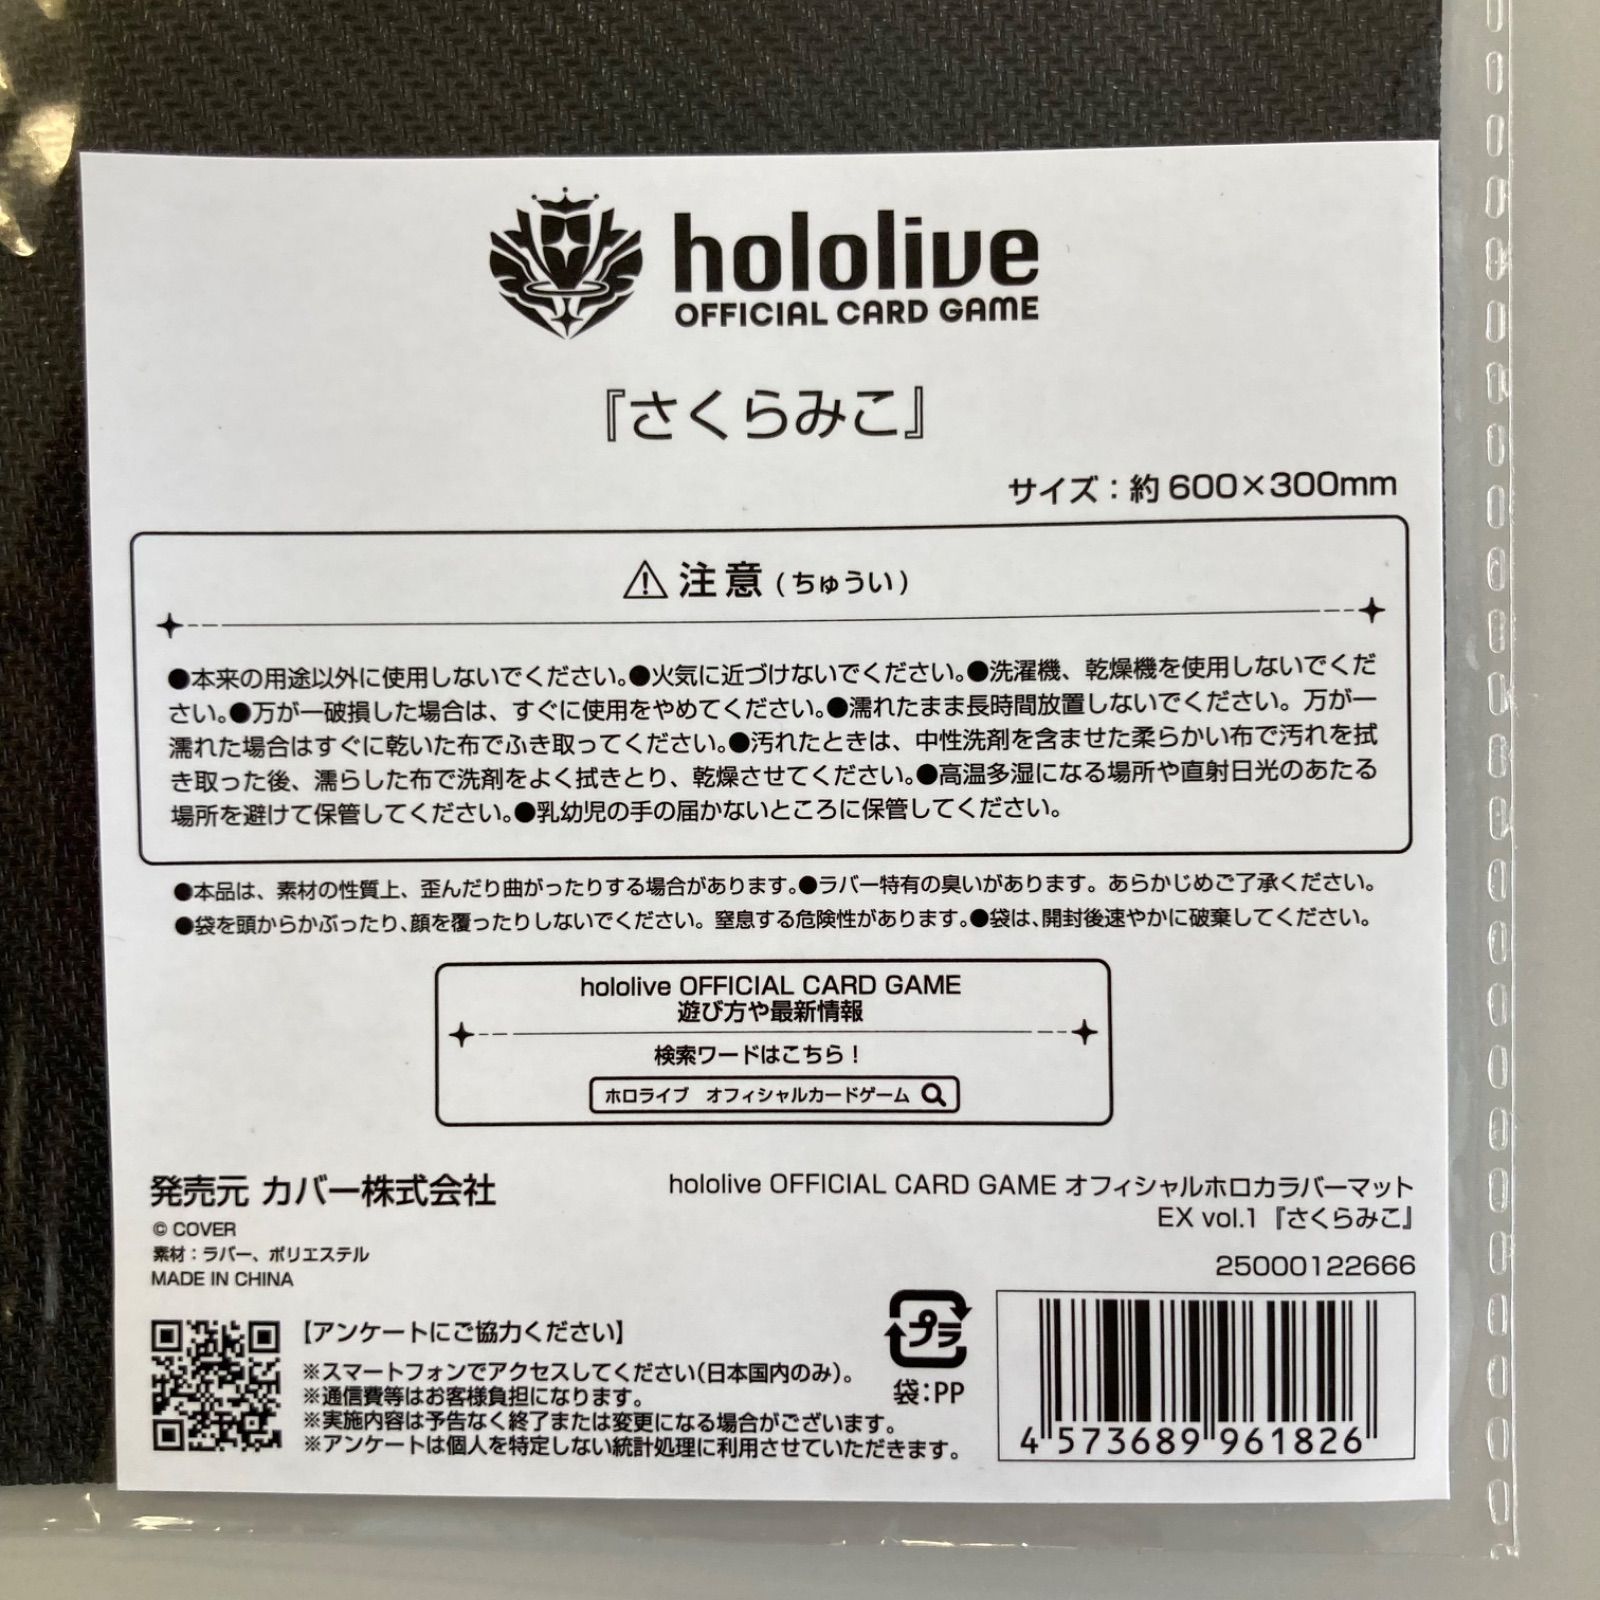 hololive
OFFICIAL CARD GAME
『さくらみこ』
サイズ：約 600×300mm
注意 (ちゅうい)
●本来の用途以外に使用しないでください。●火気に近づけないでください。●洗濯機、乾燥機を使用しないでくだ
さい。●万が一破損した場合は、すぐに使用をやめてください。●濡れたまま長時間放置しないでください。万が一
濡れた場合はすぐに乾いた布でふき取ってください。●汚れたときは、中性洗剤を含ませた柔らかい布で汚れを拭
き取った後、濡らした布で洗剤をよく拭きとり、乾燥させてください。●高温多湿になる場所や直射日光のあたる
場所を避けて保管してください。●乳幼児の手の届かないところに保管してください。
●本品は、素材の性質上、歪んだり曲がったりする場合があります。●ラバー特有の臭いがあります。あらかじめご了承ください。
●袋を頭からかぶったり、顔を覆ったりしないでください。窒息する危険性があります。●袋は、開封後速やかに破棄してください。
hololive OFFICIAL CARD GAME
遊び方や最新情報
検索ワードはこちら！
ホロライブ オフィシャルカードゲーム
発売元 カバー株式会社
© COVER
素材：ラバー、ポリエステル
MADE IN CHINA
hololive OFFICIAL CARD GAME オフィシャルホロカラバーマット
EX vol.1『さくらみこ』
25000122666
【アンケートにご協力ください】
※スマートフォンでアクセスしてください(日本国内のみ)。
※通信費等はお客様負担になります。
※実施内容は予告なく終了または変更になる場合がございます。
※アンケートは個人を特定しない統計処理に利用させていただきます。
プラ
袋：PP
4 573689 961826